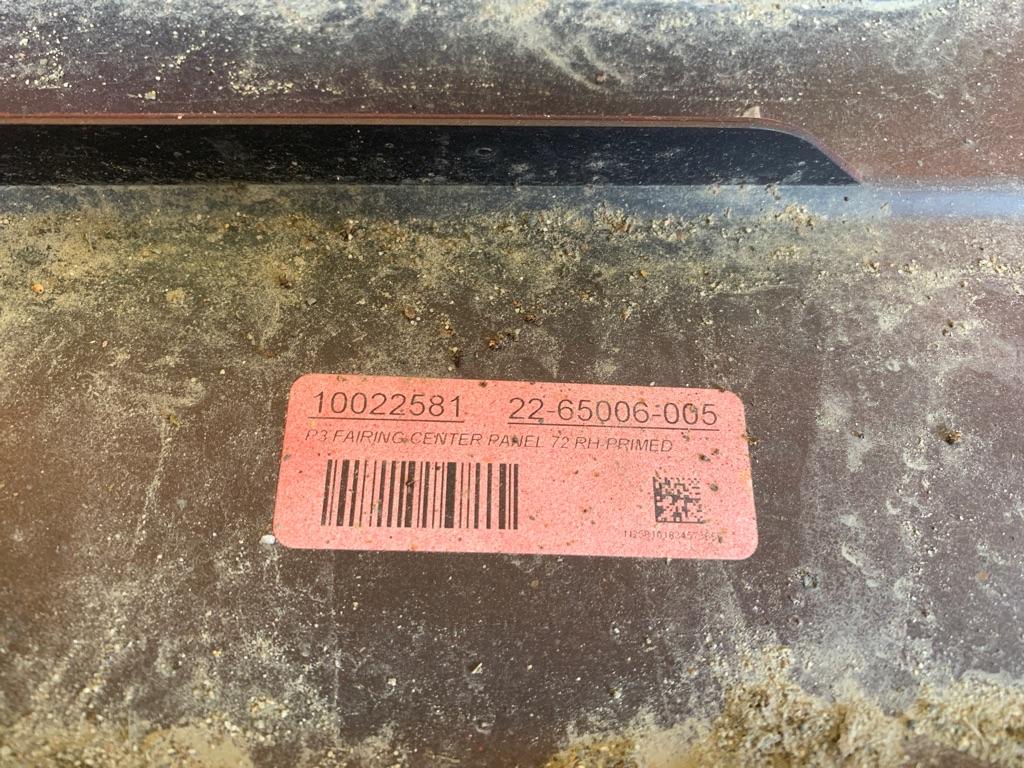 10022581 22-65006-005
P3 FAIRING CENTER PANEL 72 RH PRIMED